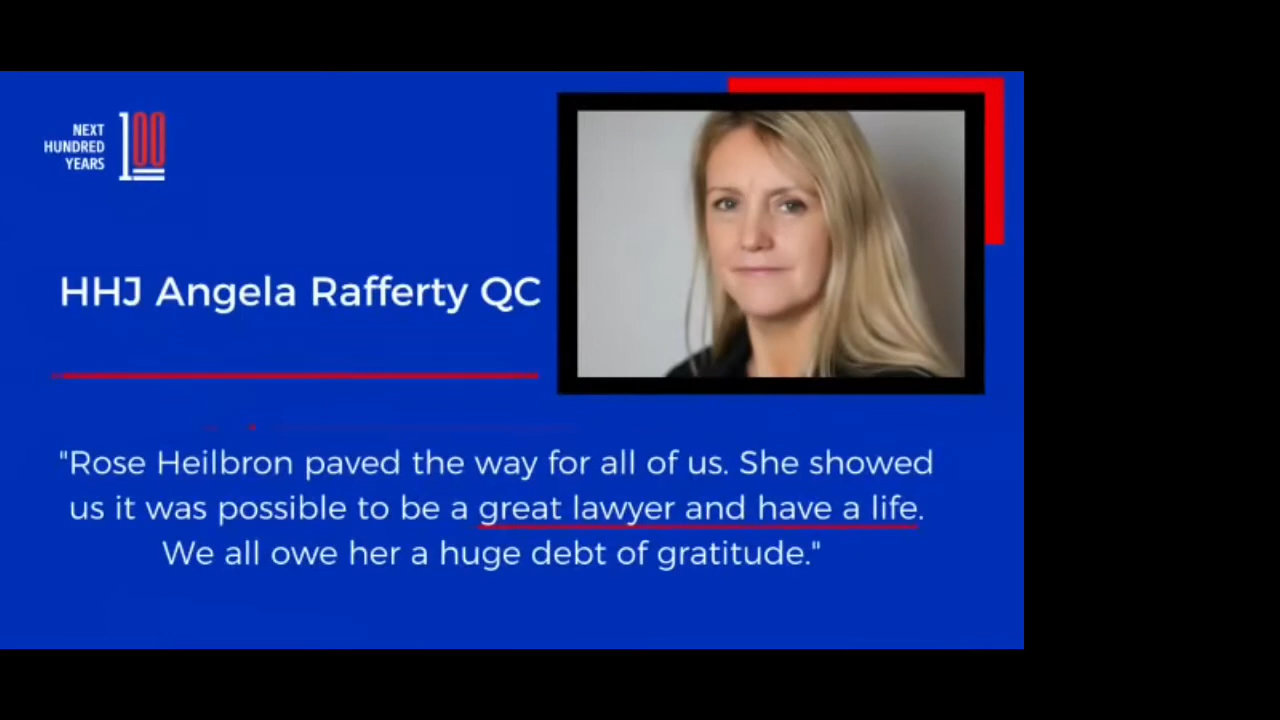 NEXT
HUNDRED
YEARS
100
HHJ Angela Rafferty QC
"Rose Heilbron paved the way for all of us. She showed
us it was possible to be a great lawyer and have a life.
We all owe her a huge debt of gratitude."